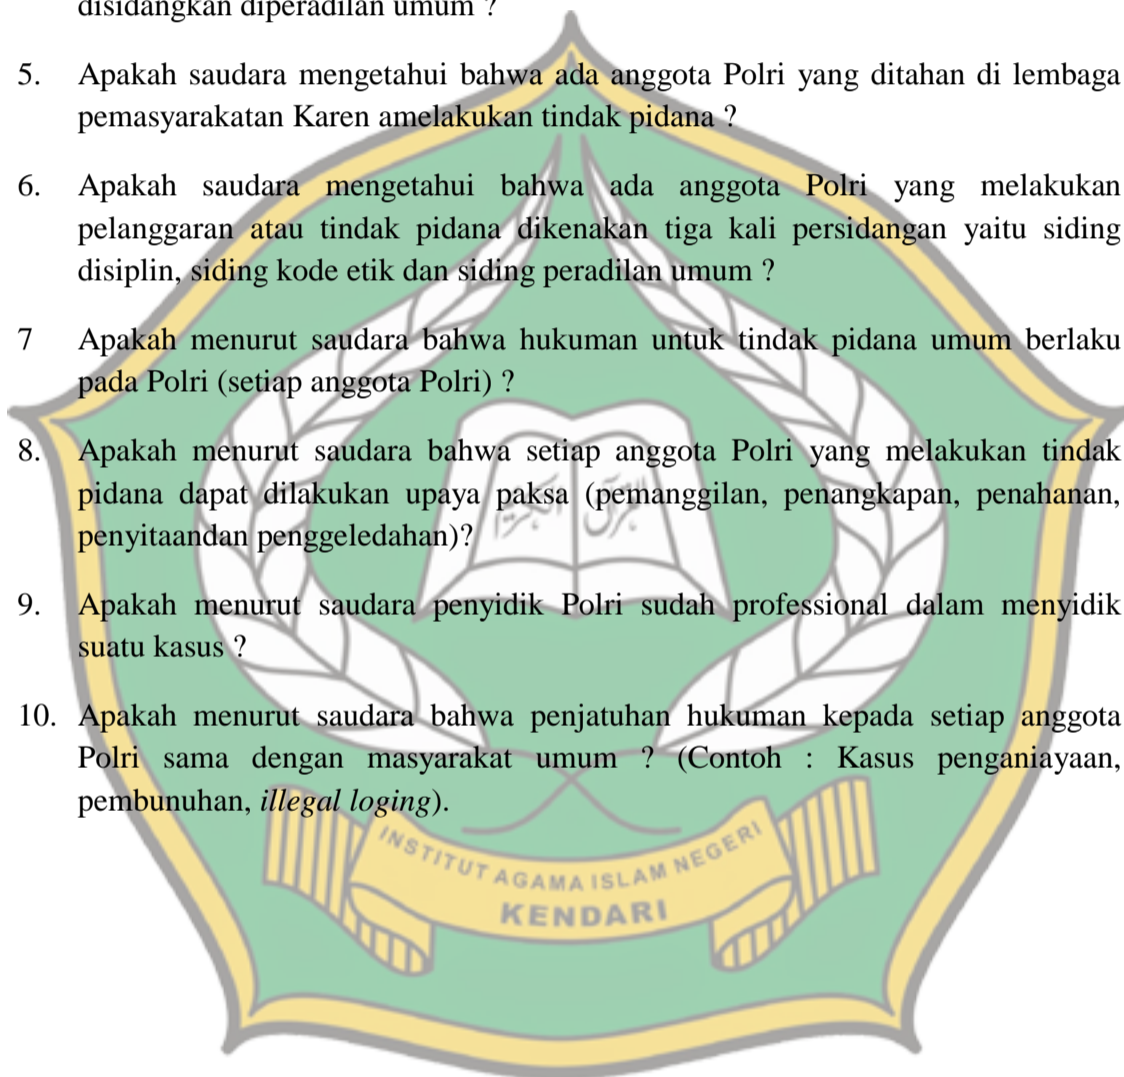 disidangkan diperadilan umum ?
5. Apakah saudara mengetahui bahwa ada anggota Polri yang ditahan di lembaga
pemasyarakatan Karen amelakukan tindak pidana ?
6. Apakah saudara mengetahui bahwa ada anggota Polri yang melakukan
pelanggaran atau tindak pidana dikenakan tiga kali persidangan yaitu siding
disiplin, siding kode etik dan siding peradilan umum ?
7 Apakah menurut saudara bahwa hukuman untuk tindak pidana umum berlaku
pada Polri (setiap anggota Polri) ?
8. Apakah menurut saudara bahwa setiap anggota Polri yang melakukan tindak
pidana dapat dilakukan upaya paksa (pemanggilan, penangkapan, penahanan,
penyitaandan penggeledahan)?
9. Apakah menurut saudara penyidik Polri sudah professional dalam menyidik
suatu kasus ?
10. Apakah menurut saudara bahwa penjatuhan hukuman kepada setiap anggota
Polri sama dengan masyarakat umum ? (Contoh : Kasus penganiayaan,
pembunuhan, illegal loging).
INSTITUT AGAMA ISLAM NEGERI
KENDARI